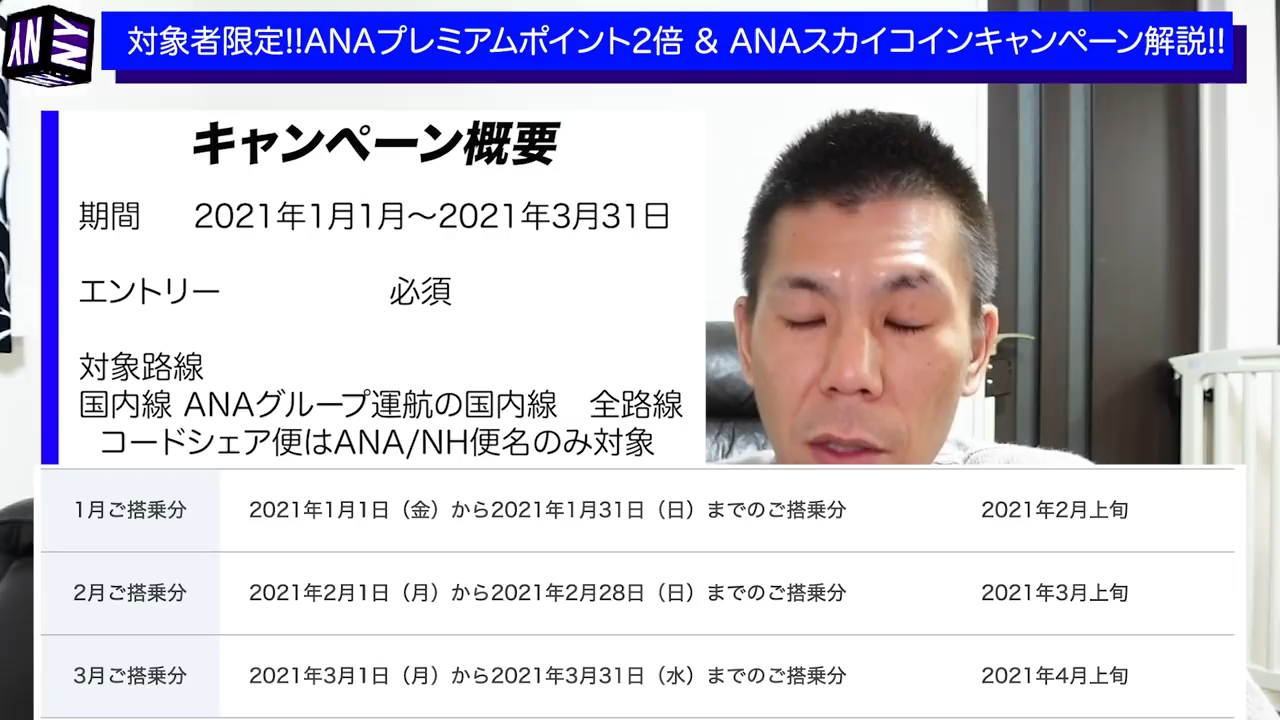 対象者限定!!ANAプレミアムポイント2倍 & ANAスカイコインキャンペーン解説!!
キャンペーン概要
期間 2021年1月1月〜2021年3月31日
エントリー 必須
対象路線
国内線 ANAグループ運航の国内線 全路線
コードシェア便はANA/NH便名のみ対象
1月ご搭乗分 2021年1月1日（金）から2021年1月31日（日）までのご搭乗分 2021年2月上旬
2月ご搭乗分 2021年2月1日（月）から2021年2月28日（日）までのご搭乗分 2021年3月上旬
3月ご搭乗分 2021年3月1日（月）から2021年3月31日（水）までのご搭乗分 2021年4月上旬